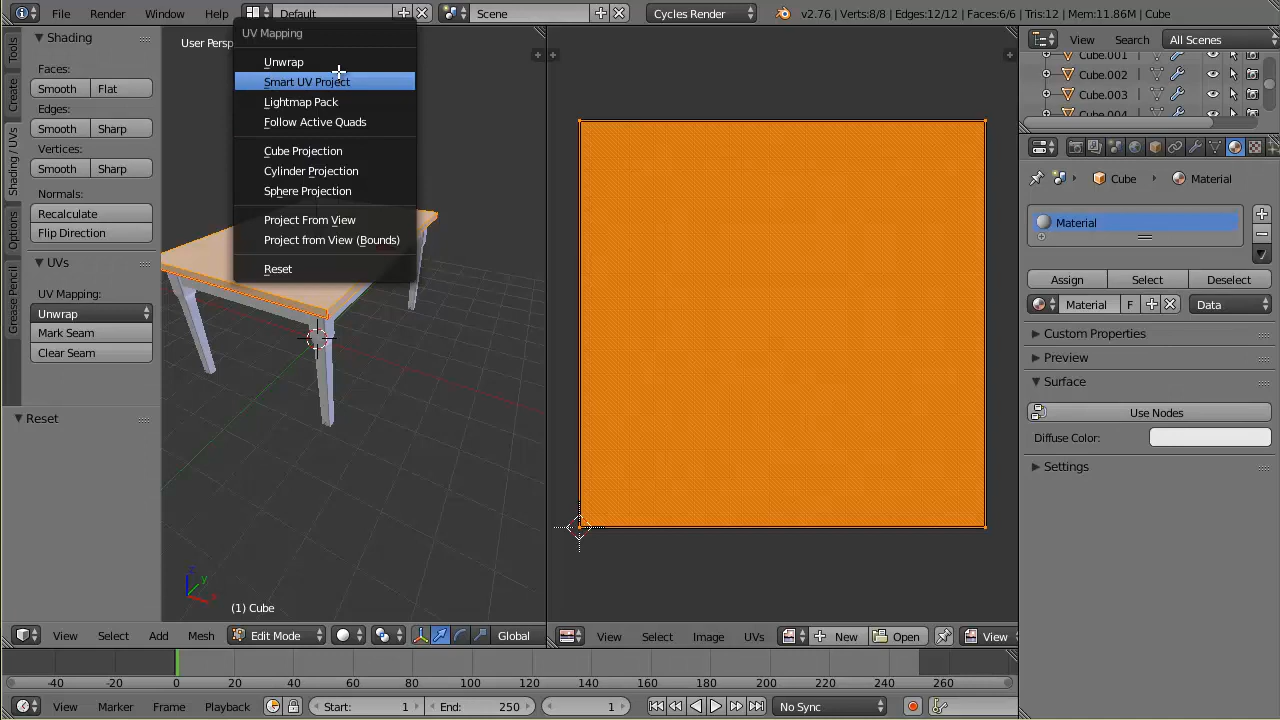 File Render Window Help Default Scene Cycles Render v2.76 | Verts:8/8 | Edges:12/12 | Faces:6/6 | Tris:12 | Mem:11.86M | Cube
UV Mapping
Unwrap
Smart UV Project
Lightmap Pack
Follow Active Quads
Cube Projection
Cylinder Projection
Sphere Projection
Project From View
Project from View (Bounds)
Reset
Tools
Create
Shading / UVs
Options
Grease Pencil
Shading
Faces:
Smooth Flat
Edges:
Smooth Sharp
Vertices:
Smooth Sharp
Normals:
Recalculate
Flip Direction
UVs
UV Mapping:
Unwrap
Mark Seam
Clear Seam
Reset
User Persp
z
y
x
(1) Cube
View Select Add Mesh Edit Mode Global
View Select Image UVs New Open View
View Search All Scenes
Cube.001
Cube.002
Cube.003
Cube.004
Cube Material
Material
Assign Select Deselect
Material F Data
Custom Properties
Preview
Surface
Use Nodes
Diffuse Color:
Settings
-40 -20 0 20 40 60 80 100 120 140 160 180 200 220 240 260
View Marker Frame Playback Start: 1 End: 250 1 No Sync